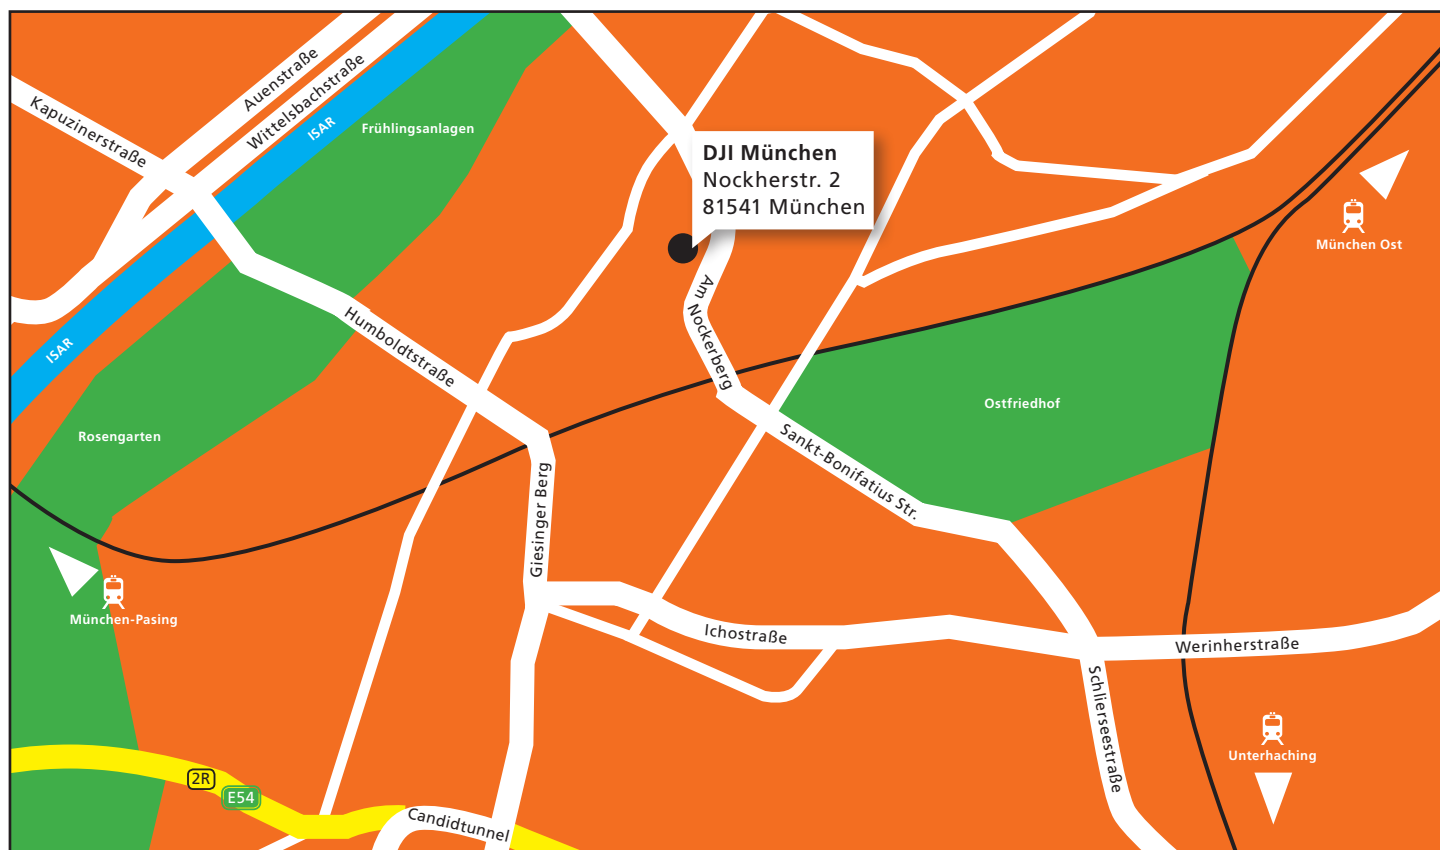 Auenstraße
Wittelsbachstraße
Kapuzinerstraße
ISAR
Frühlingsanlagen
DJI München
Nockherstr. 2
81541 München
München Ost
Am Nockerberg
Humboldtstraße
ISAR
Rosengarten
Ostfriedhof
Sankt-Bonifatius Str.
Giesinger Berg
München-Pasing
Ichostraße
Werinherstraße
Schlierseestraße
Unterhaching
2R
E54
Candidtunnel